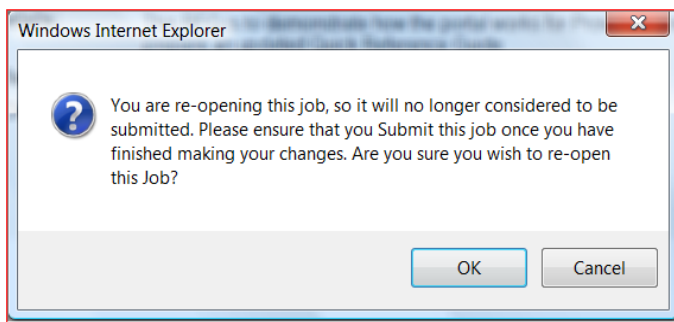 Windows Internet Explorer
You are re-opening this job, so it will no longer considered to be
submitted. Please ensure that you Submit this job once you have
finished making your changes. Are you sure you wish to re-open
this Job?
OK
Cancel